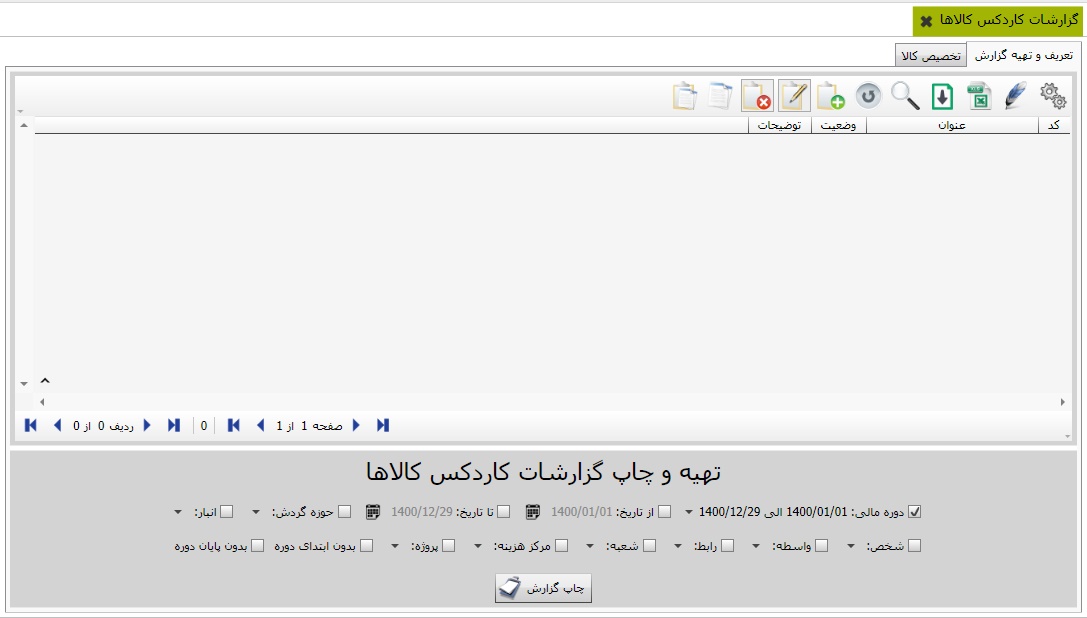 گزارشات کاردکس کالاها
تعریف و تهیه گزارش تخصیص کالا
کد عنوان وضعیت توضیحات
ردیف 0 از 0 0 صفحه 1 از 1
تهیه و چاپ گزارشات کاردکس کالاها
دوره مالی: 1400/01/01 الی 1400/12/29 از تاریخ: 1400/01/01 تا تاریخ: 1400/12/29 حوزه گردش: انبار:
شخص: واسطه: رابط: شعبه: مرکز هزینه: پروژه: بدون ابتدای دوره بدون پایان دوره
چاپ گزارش